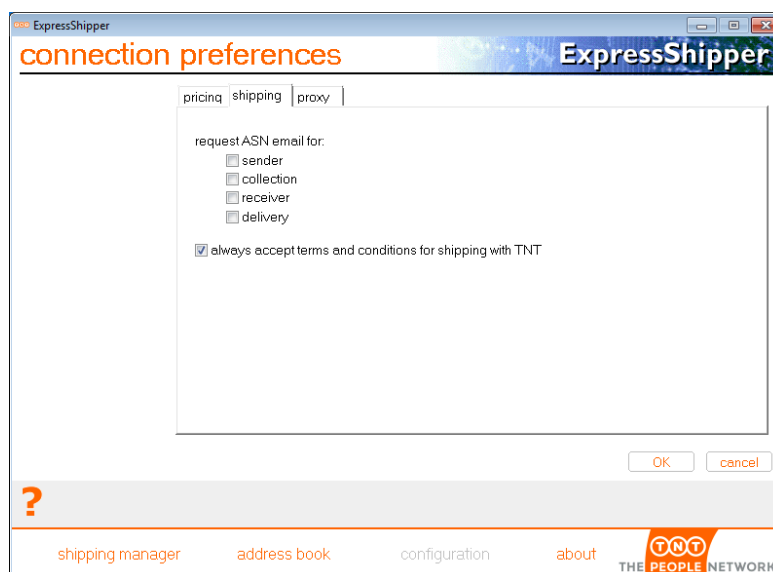 ExpressShipper
connection preferences
ExpressShipper
pricing shipping proxy
request ASN email for:
sender
collection
receiver
delivery
always accept terms and conditions for shipping with TNT
OK cancel
?
shipping manager address book configuration about
TNT
THE PEOPLE NETWORK